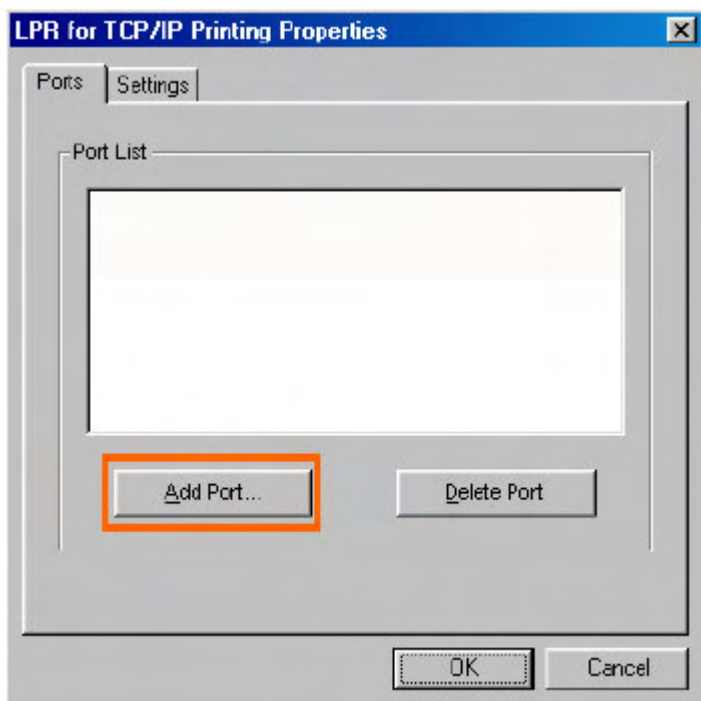 LPR for TCP/IP Printing Properties
Ports Settings
Port List
Add Port... Delete Port
OK Cancel